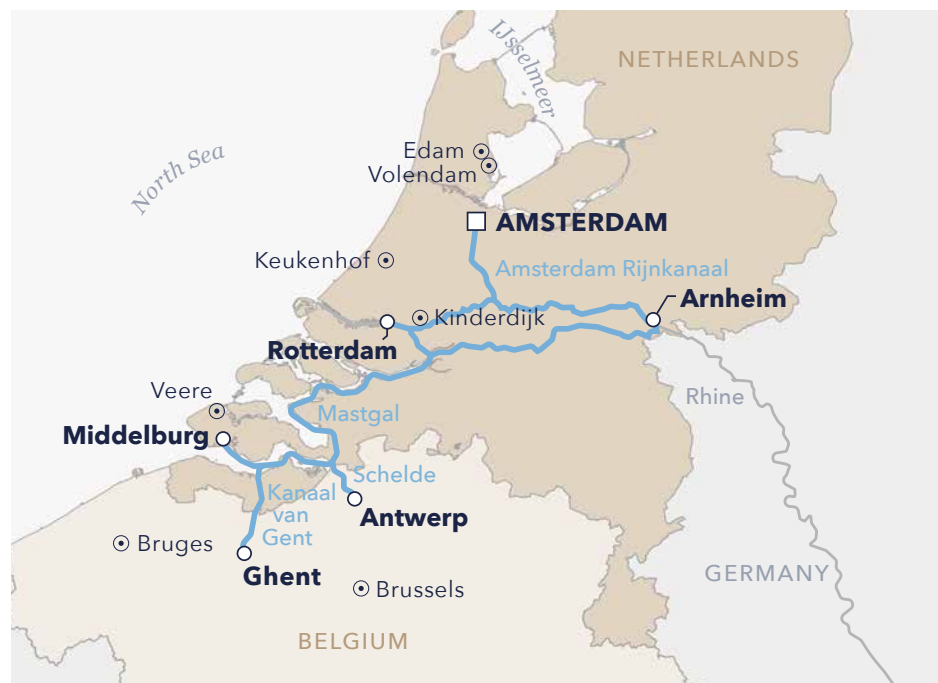 NETHERLANDS
IJsselmeer
North Sea
Edam
Volendam
AMSTERDAM
Keukenhof
Amsterdam Rijnkanaal
Arnheim
Kinderdijk
Rotterdam
Veere
Rhine
Mastgal
Middelburg
Schelde
Kanaal
van
Gent
Antwerp
Bruges
Ghent
GERMANY
Brussels
BELGIUM